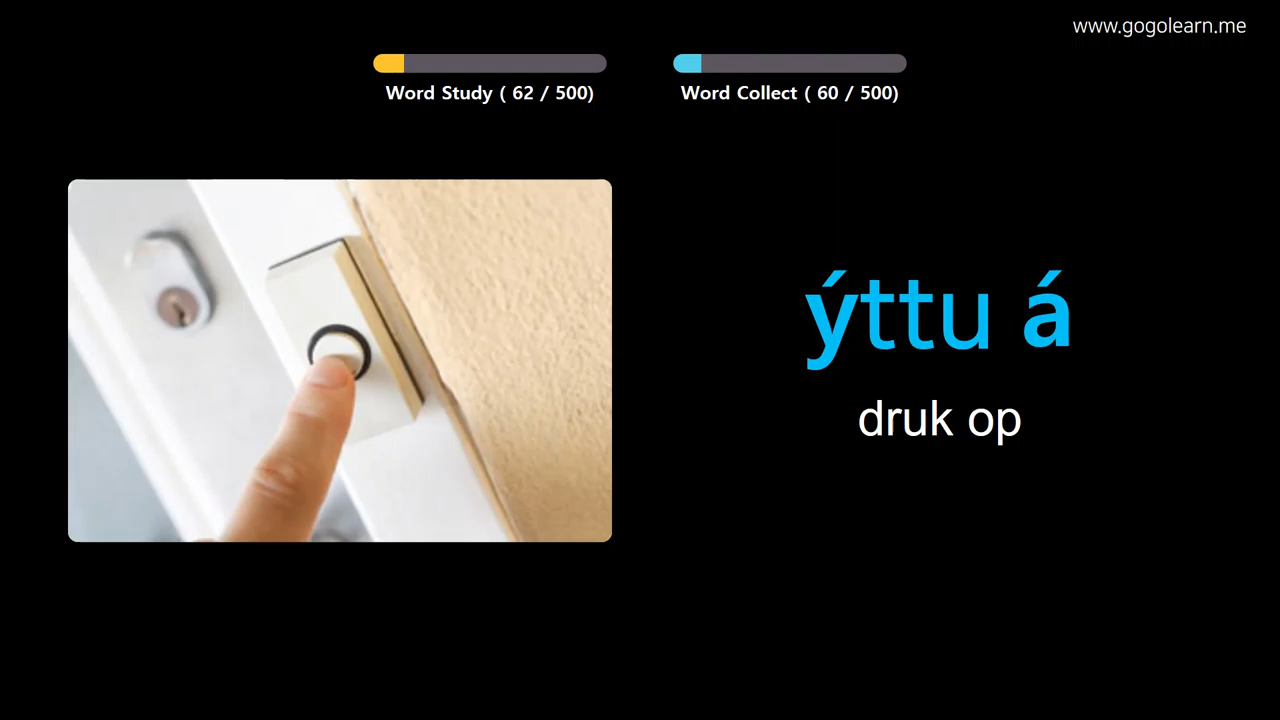 www.gogolearn.me
Word Study ( 62 / 500)
Word Collect ( 60 / 500)
ýttu á
druk op